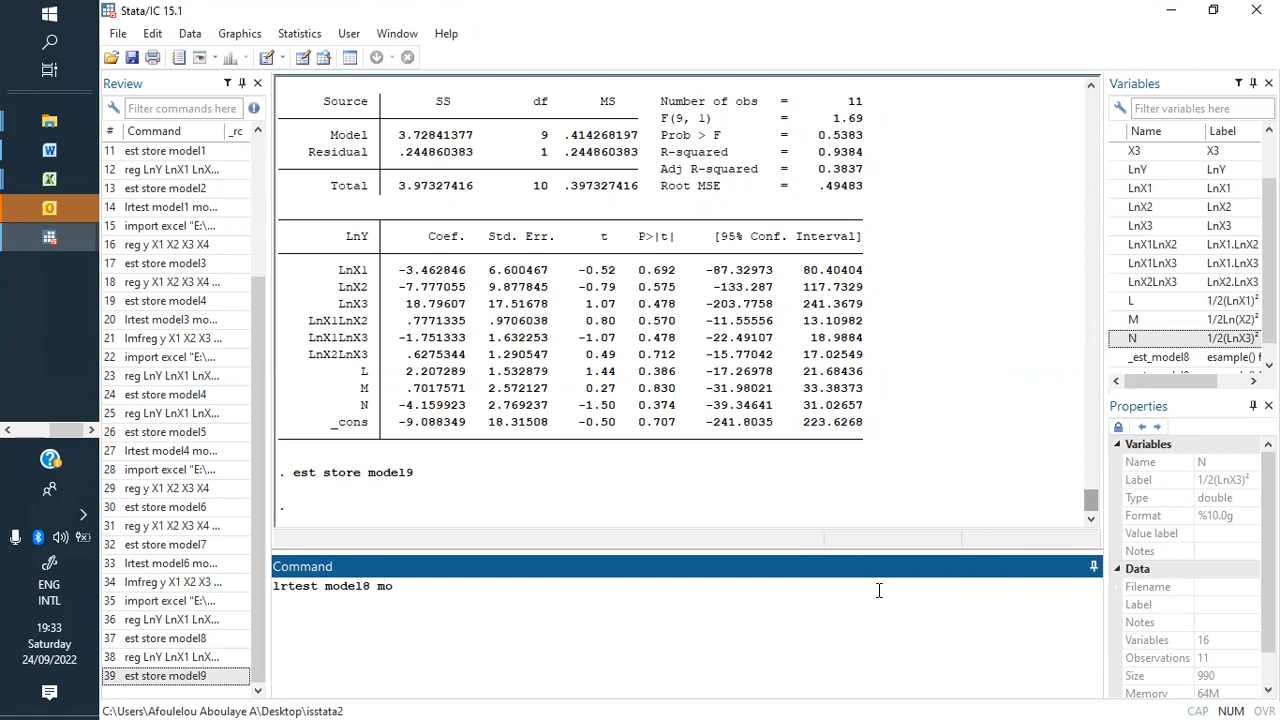 Stata/IC 15.1
File Edit Data Graphics Statistics User Window Help
Review
Filter commands here
# Command _rc
11 est store model1
12 reg LnY LnX1 LnX...
13 est store model2
14 lrtest model1 mo...
15 import excel "E:\...
16 reg y X1 X2 X3 X4
17 est store model3
18 reg y X1 X2 X3 X4 ...
19 est store model4
20 lrtest model3 mo...
21 lmfreg y X1 X2 X3 ...
22 import excel "E:\...
23 reg LnY LnX1 LnX...
24 est store model4
25 reg LnY LnX1 LnX...
26 est store model5
27 lrtest model4 mo...
28 import excel "E:\...
29 reg y X1 X2 X3 X4
30 est store model6
31 reg y X1 X2 X3 X4 ...
32 est store model7
33 lrtest model6 mo...
34 lmfreg y X1 X2 X3 ...
35 import excel "E:\...
36 reg LnY LnX1 LnX...
37 est store model8
38 reg LnY LnX1 LnX...
39 est store model9
Source SS df MS Number of obs = 11
F(9, 1) = 1.69
Model 3.72841377 9 .414268197 Prob > F = 0.5383
Residual .244860383 1 .244860383 R-squared = 0.9384
Adj R-squared = 0.3837
Total 3.97327416 10 .397327416 Root MSE = .49483
LnY Coef. Std. Err. t P>|t| [95% Conf. Interval]
LnX1 -3.462846 6.600467 -0.52 0.692 -87.32973 80.40404
LnX2 -7.777055 9.877845 -0.79 0.575 -133.287 117.7329
LnX3 18.79607 17.51678 1.07 0.478 -203.7758 241.3679
LnX1LnX2 .7771335 .9706038 0.80 0.570 -11.55556 13.10982
LnX1LnX3 -1.751333 1.632253 -1.07 0.478 -22.49107 18.9884
LnX2LnX3 .6275344 1.290547 0.49 0.712 -15.77042 17.02549
L 2.207289 1.532879 1.44 0.386 -17.26978 21.68436
M .7017571 2.572127 0.27 0.830 -31.98021 33.38373
N -4.159923 2.769237 -1.50 0.374 -39.34641 31.02657
_cons -9.088349 18.31508 -0.50 0.707 -241.8035 223.6268
. est store model9
.
Command
lrtest model8 mo
Variables
Filter variables here
Name Label
X3 X3
LnY LnY
LnX1 LnX1
LnX2 LnX2
LnX3 LnX3
LnX1LnX2 LnX1.LnX2
LnX1LnX3 LnX1.LnX3
LnX2LnX3 LnX2.LnX3
L 1/2(LnX1)²
M 1/2Ln(X2)²
N 1/2(LnX3)²
_est_model8 esample() f
Properties
Variables
Name N
Label 1/2(LnX3)²
Type double
Format %10.0g
Value label
Notes
Data
Filename
Label
Notes
Variables 16
Observations 11
Size 990
Memory 64M
ENG
INTL
19:33
Saturday
24/09/2022
C:\Users\Afoulelou Aboulaye A\Desktop\isstata2
CAP NUM OVR